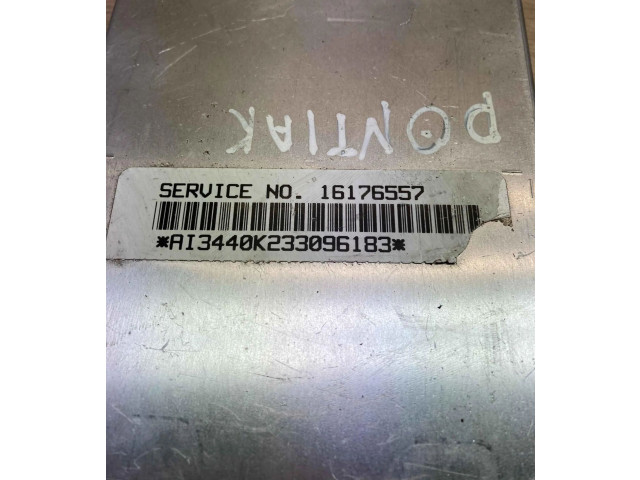 PONTIAK
SERVICE NO. 16176557
*AI3440K233096183*